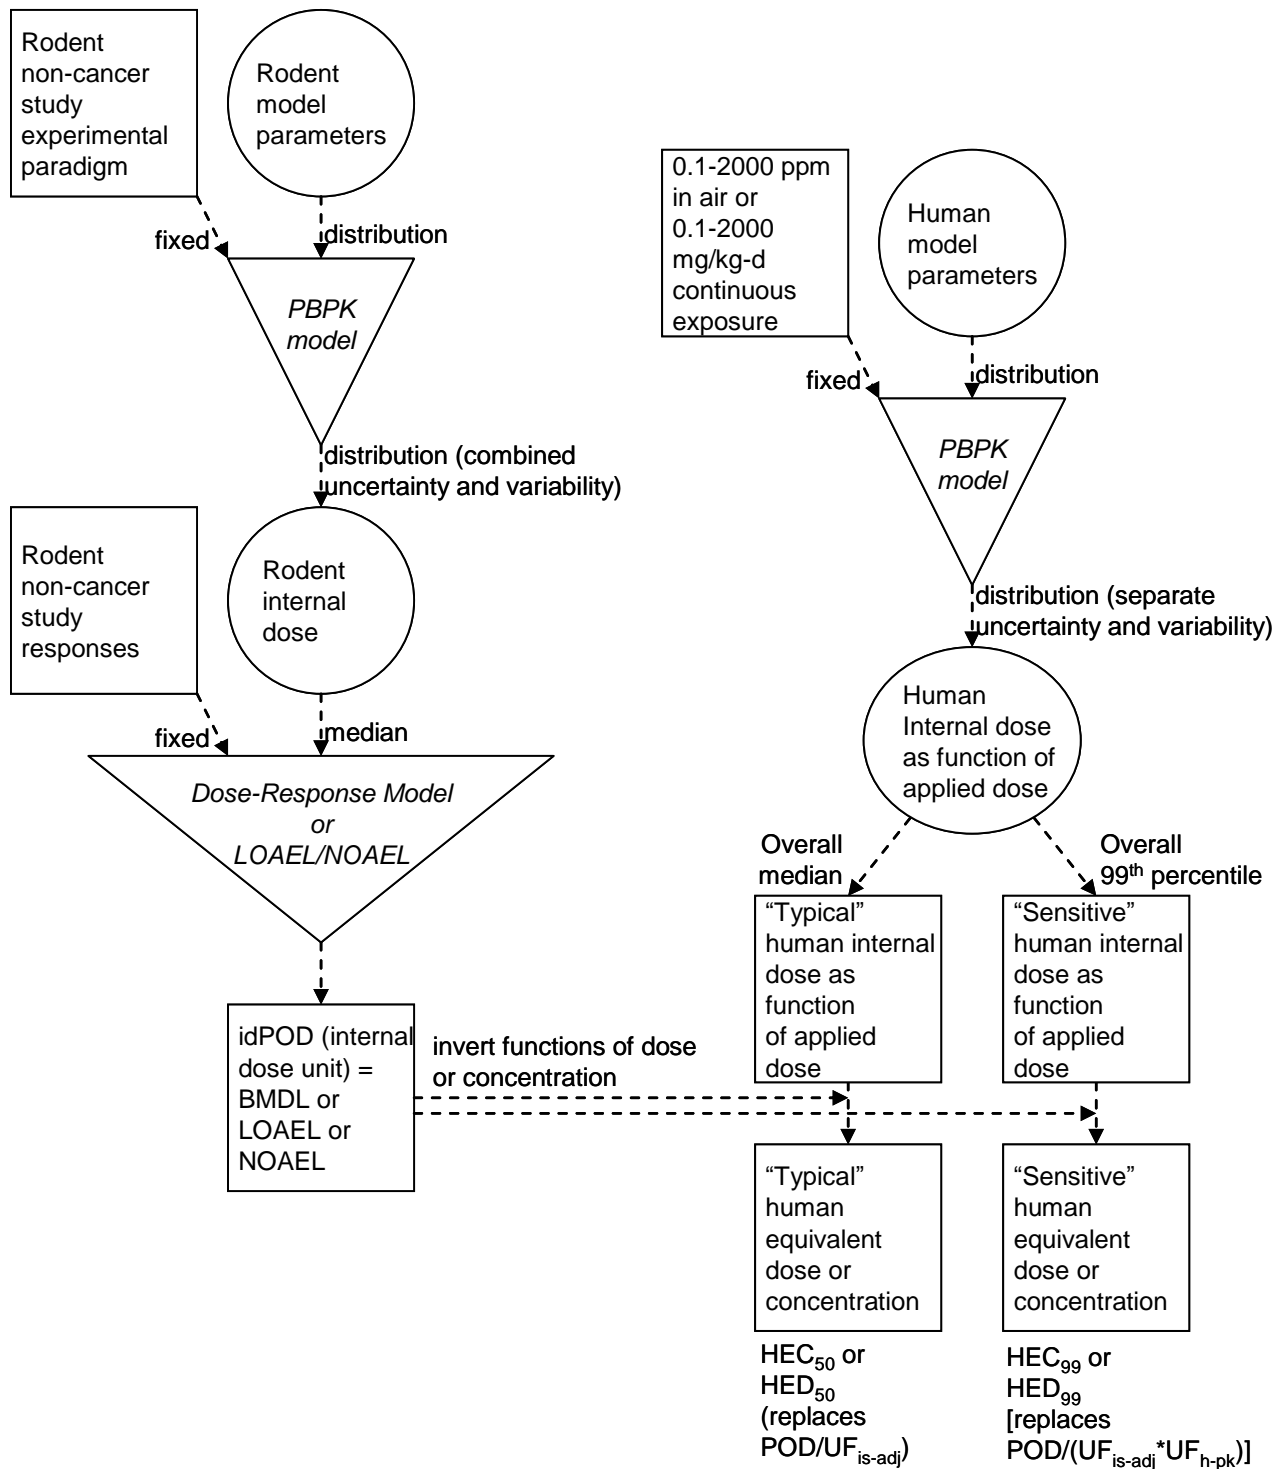 Rodent
non-cancer
study
experimental
paradigm
Rodent
model
parameters
fixed
distribution
PBPK
model
distribution (combined
uncertainty and variability)
Rodent
non-cancer
study
responses
Rodent
internal
dose
fixed
median
Dose-Response Model
or
LOAEL/NOAEL
idPOD (internal
dose unit) =
BMDL or
LOAEL or
NOAEL
invert functions of dose
or concentration
0.1-2000 ppm
in air or
0.1-2000
mg/kg-d
continuous
exposure
Human
model
parameters
fixed
distribution
PBPK
model
distribution (separate
uncertainty and variability)
Human
Internal dose
as function of
applied dose
Overall
median
Overall
99th percentile
“Typical”
human internal
dose as
function
of applied
dose
“Sensitive”
human internal
dose as
function
of applied
dose
“Typical”
human
equivalent
dose or
concentration
“Sensitive”
human
equivalent
dose or
concentration
HEC50 or
HED50
(replaces
POD/UFis-adj)
HEC99 or
HED99
[replaces
POD/(UFis-adj*UFh-pk)]